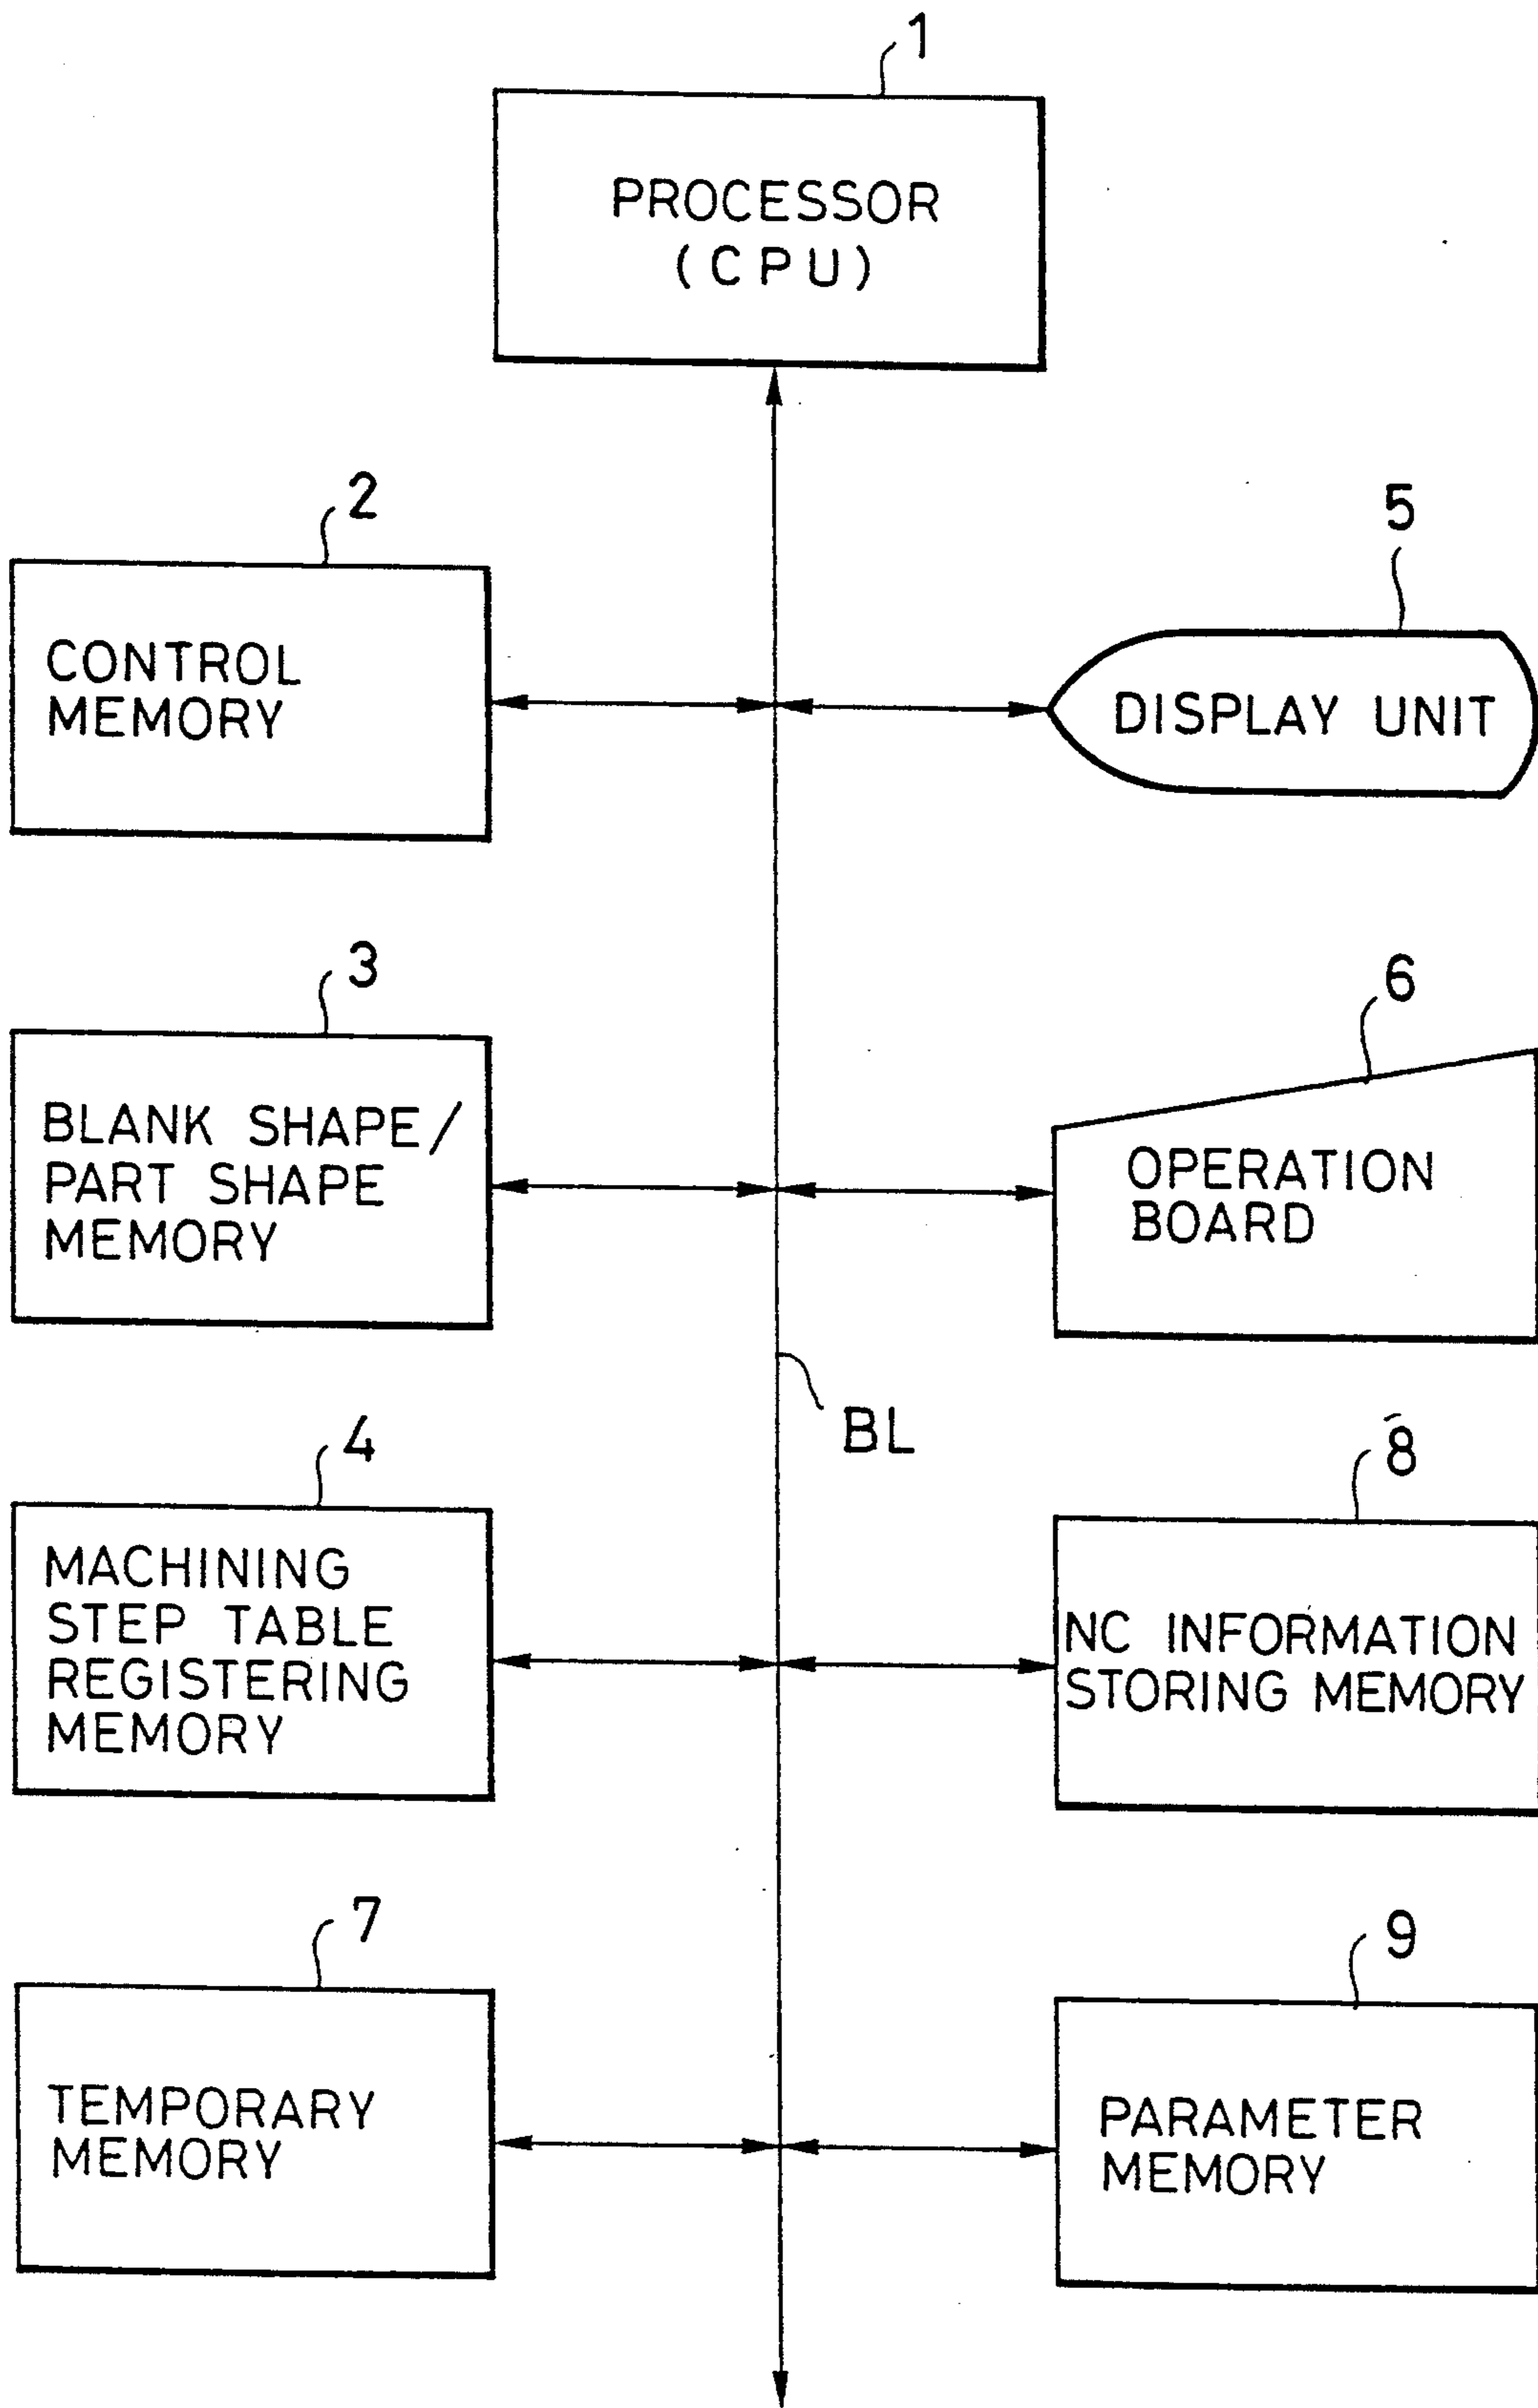 1
PROCESSOR
(CPU)
2
CONTROL
MEMORY
5
DISPLAY UNIT
3
BLANK SHAPE/
PART SHAPE
MEMORY
6
OPERATION
BOARD
BL
4
MACHINING
STEP TABLE
REGISTERING
MEMORY
8
NC INFORMATION
STORING MEMORY
7
TEMPORARY
MEMORY
9
PARAMETER
MEMORY